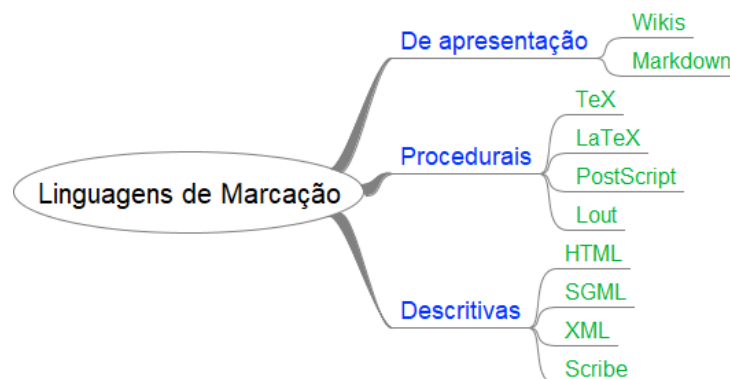 Linguagens de Marcação
De apresentação
Wikis
Markdown
Procedurais
TeX
LaTeX
PostScript
Lout
Descritivas
HTML
SGML
XML
Scribe